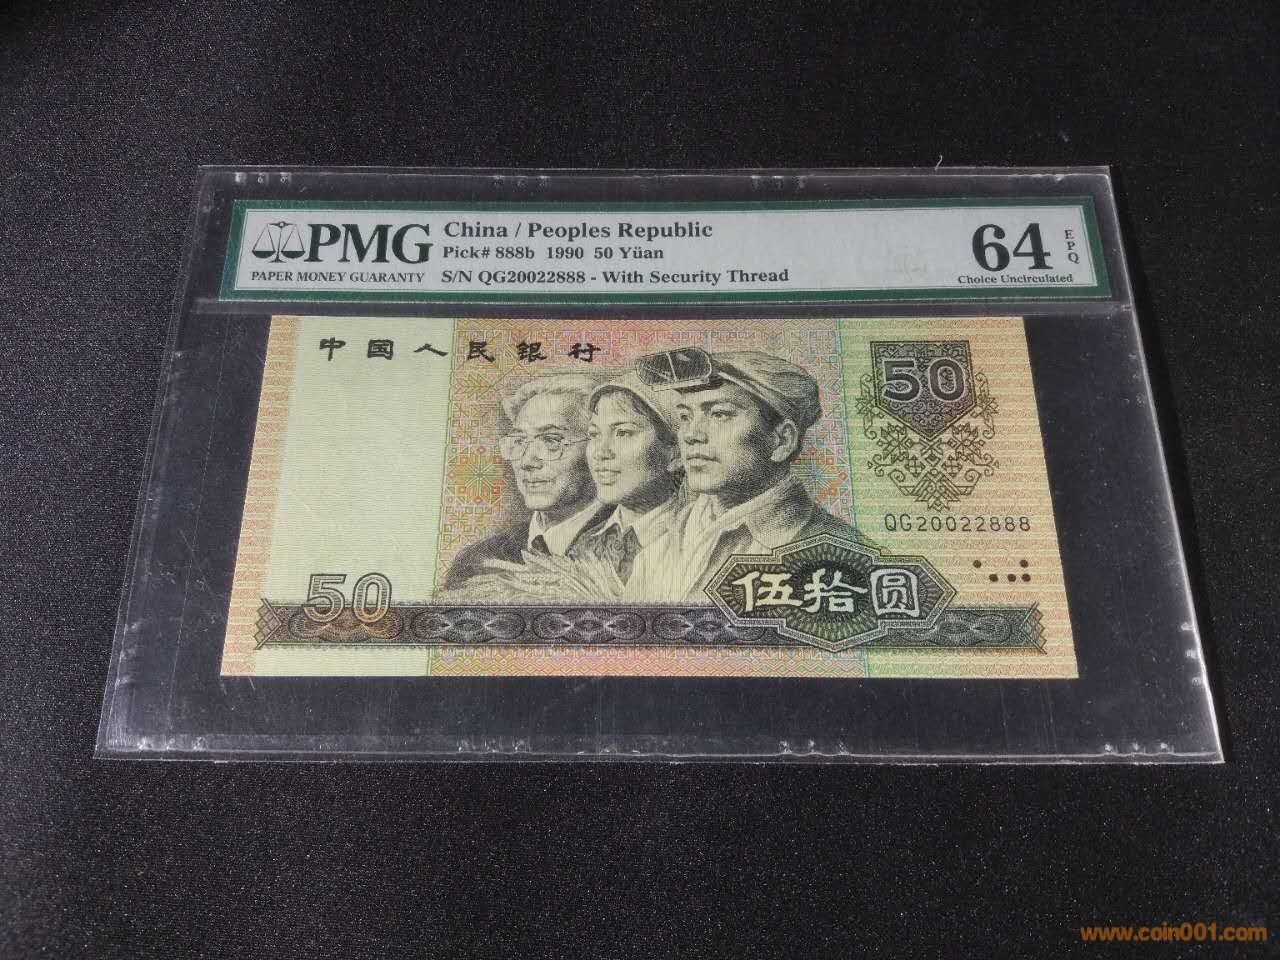 PMG
PAPER MONEY GUARANTY
China / Peoples Republic
Pick# 888b 1990 50 Yüan
S/N QG20022888 - With Security Thread
64
EPQ
Choice Uncirculated
中国人民银行
50
QG20022888
50
伍拾圆
www.coin001.com